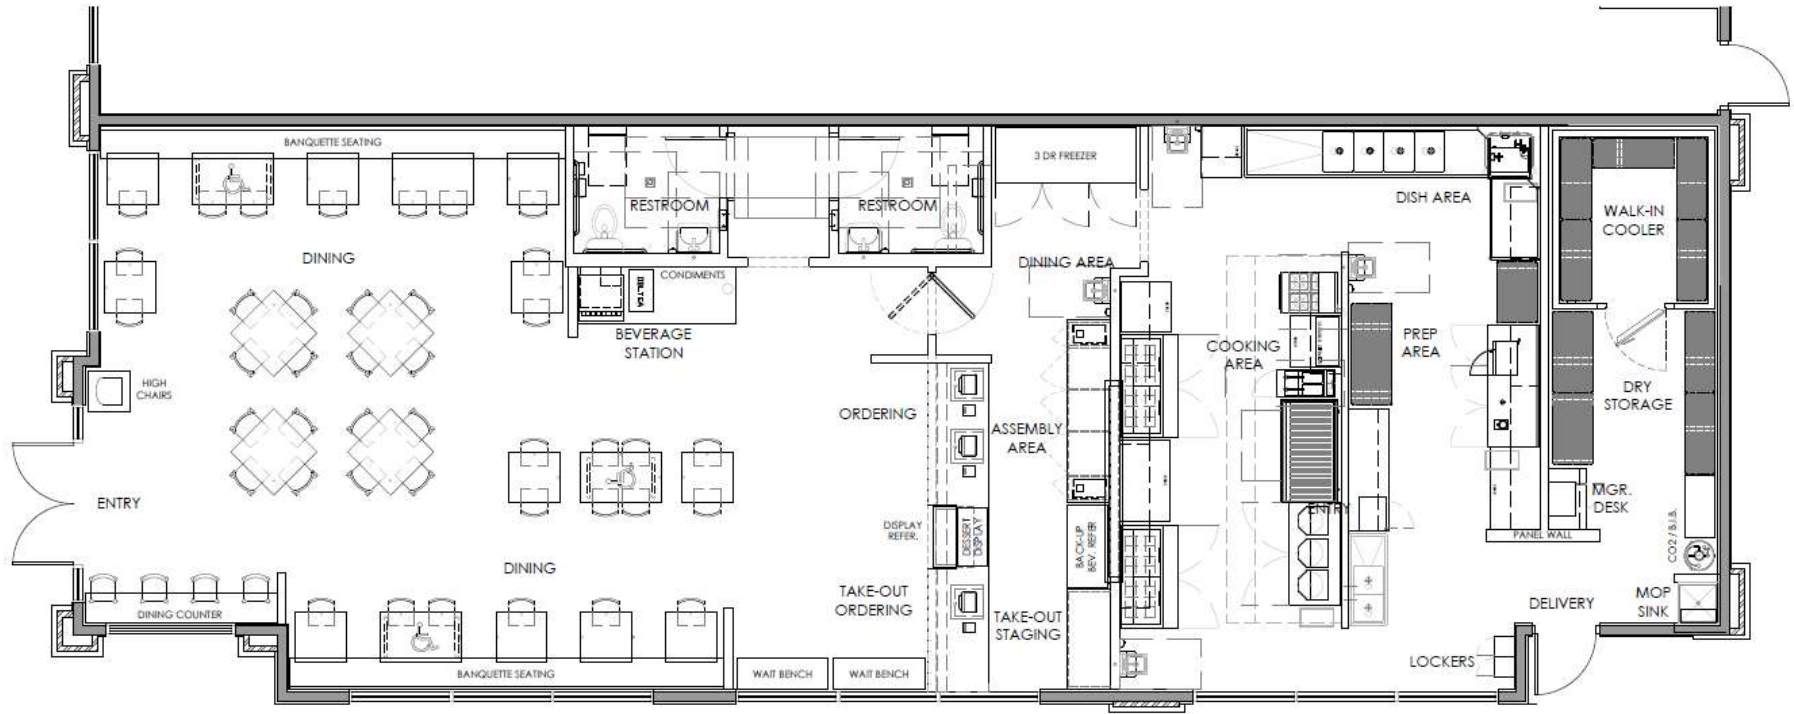 BANQUETTE SEATING
3 DR FREEZER
DISH AREA
RESTROOM
RESTROOM
WALK-IN
COOLER
DINING
DINING AREA
CONDIMENTS
BEVERAGE
STATION
COOKING
AREA
PREP
AREA
HIGH
CHAIRS
DRY
STORAGE
ORDERING
ASSEMBLY
AREA
ENTRY
MGR.
DESK
ENTRY
DISPLAY
REFER.
DESSERT
DISPLAY
BACK-UP
BEV. REFER
PANEL WALL
CO2 / B.I.B.
DINING
TAKE-OUT
ORDERING
DINING COUNTER
TAKE-OUT
STAGING
DELIVERY
MOP
SINK
LOCKERS
BANQUETTE SEATING
WAIT BENCH
WAIT BENCH